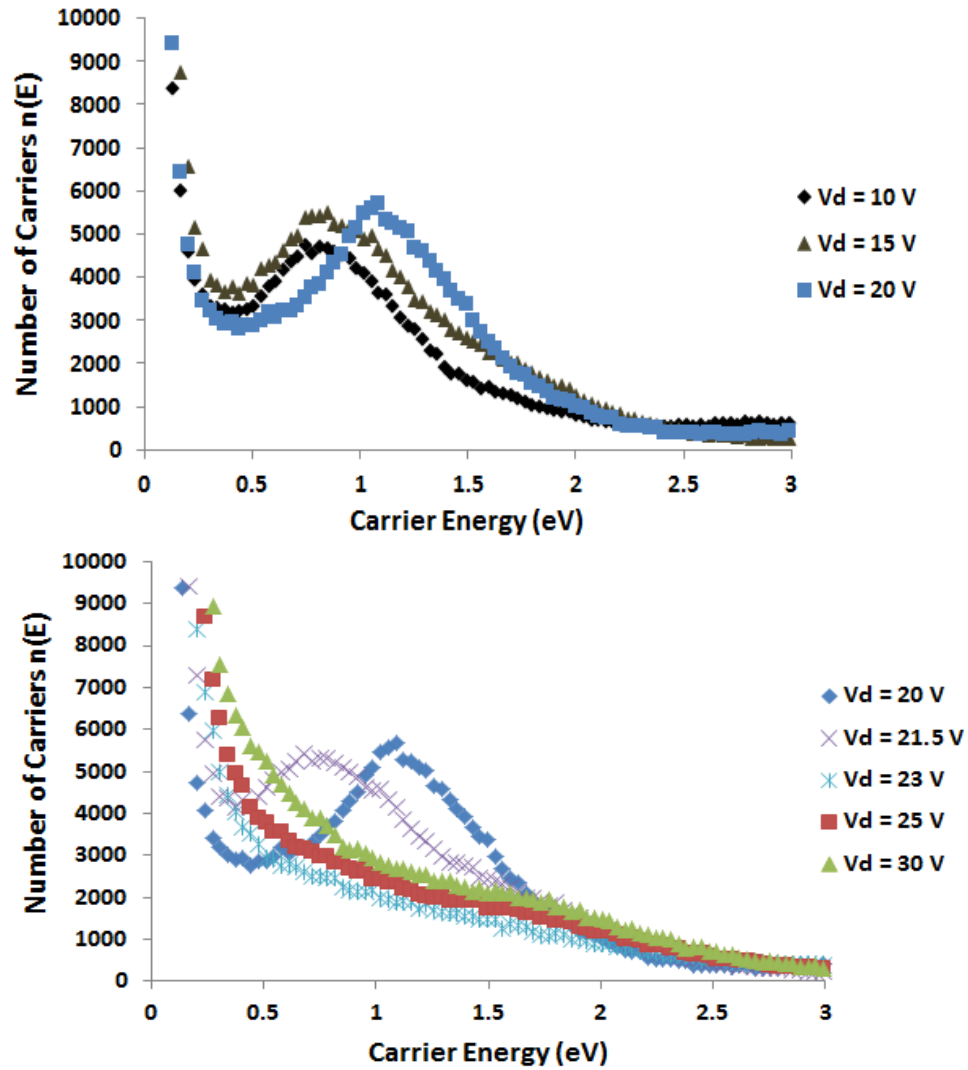 10000
9000
8000
7000
6000
5000
4000
3000
2000
1000
0
Number of Carriers n(E)
0 0.5 1 1.5 2 2.5 3
Carrier Energy (eV)
Vd = 10 V
Vd = 15 V
Vd = 20 V
10000
9000
8000
7000
6000
5000
4000
3000
2000
1000
0
Number of Carriers n(E)
0 0.5 1 1.5 2 2.5 3
Carrier Energy (eV)
Vd = 20 V
Vd = 21.5 V
Vd = 23 V
Vd = 25 V
Vd = 30 V